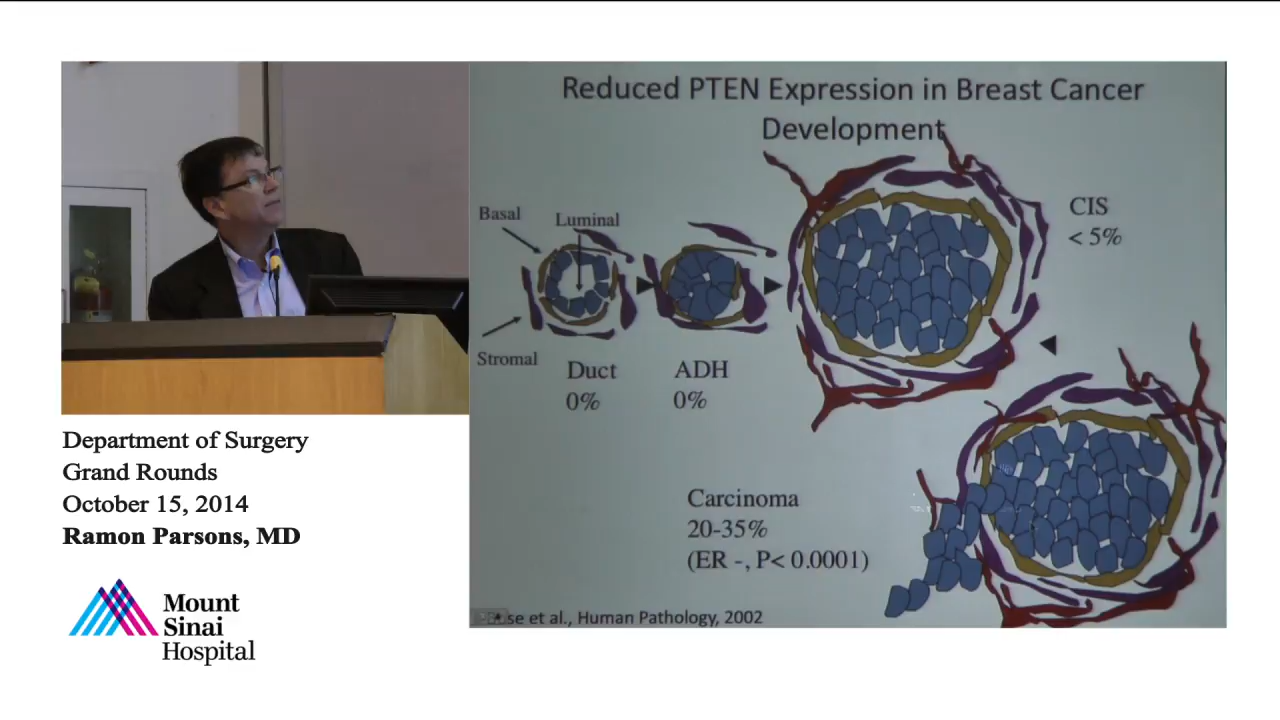 Reduced PTEN Expression in Breast Cancer
Development
Basal
Luminal
CIS
< 5%
Stromal
Duct
0%
ADH
0%
Carcinoma
20-35%
(ER -, P< 0.0001)
et al., Human Pathology, 2002
Department of Surgery
Grand Rounds
October 15, 2014
Ramon Parsons, MD
Mount
Sinai
Hospital